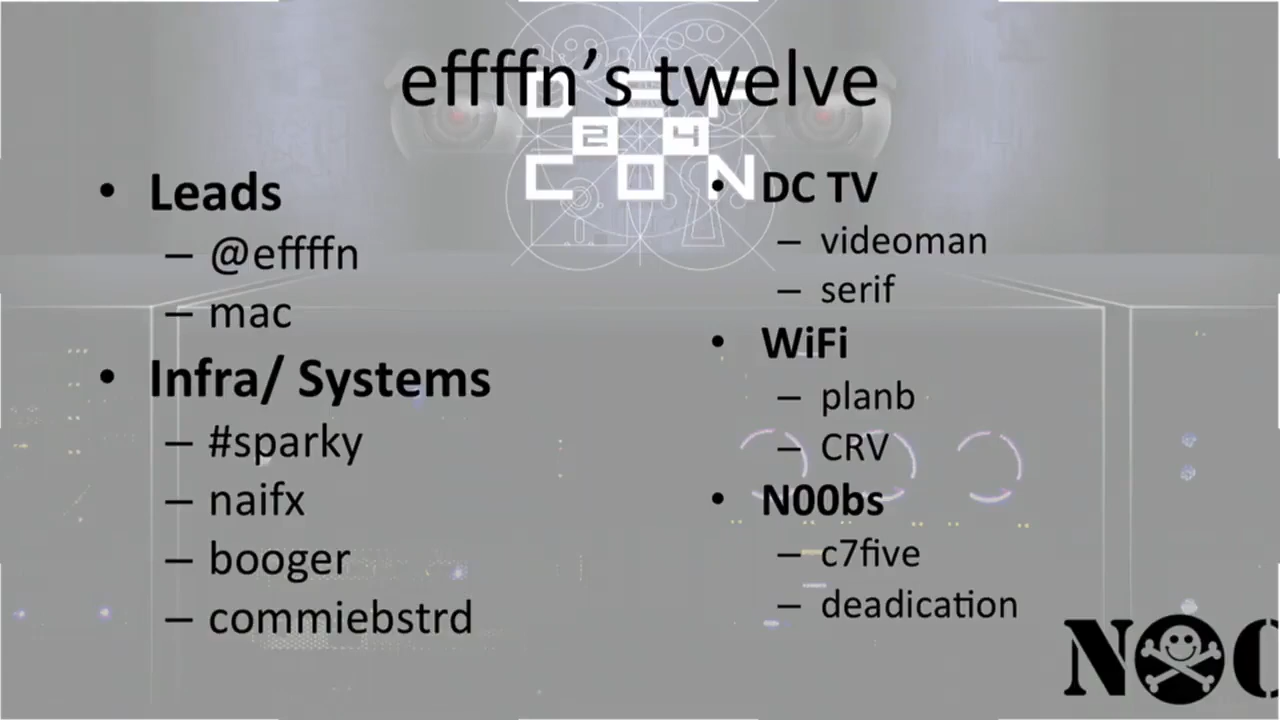 effffn’s twelve
DEF
24
CON
• Leads
– @effffn
– mac
• Infra/ Systems
– #sparky
– naifx
– booger
– commiebstrd
• DC TV
– videoman
– serif
• WiFi
– planb
– CRV
• N00bs
– c7five
– deadication
NOC